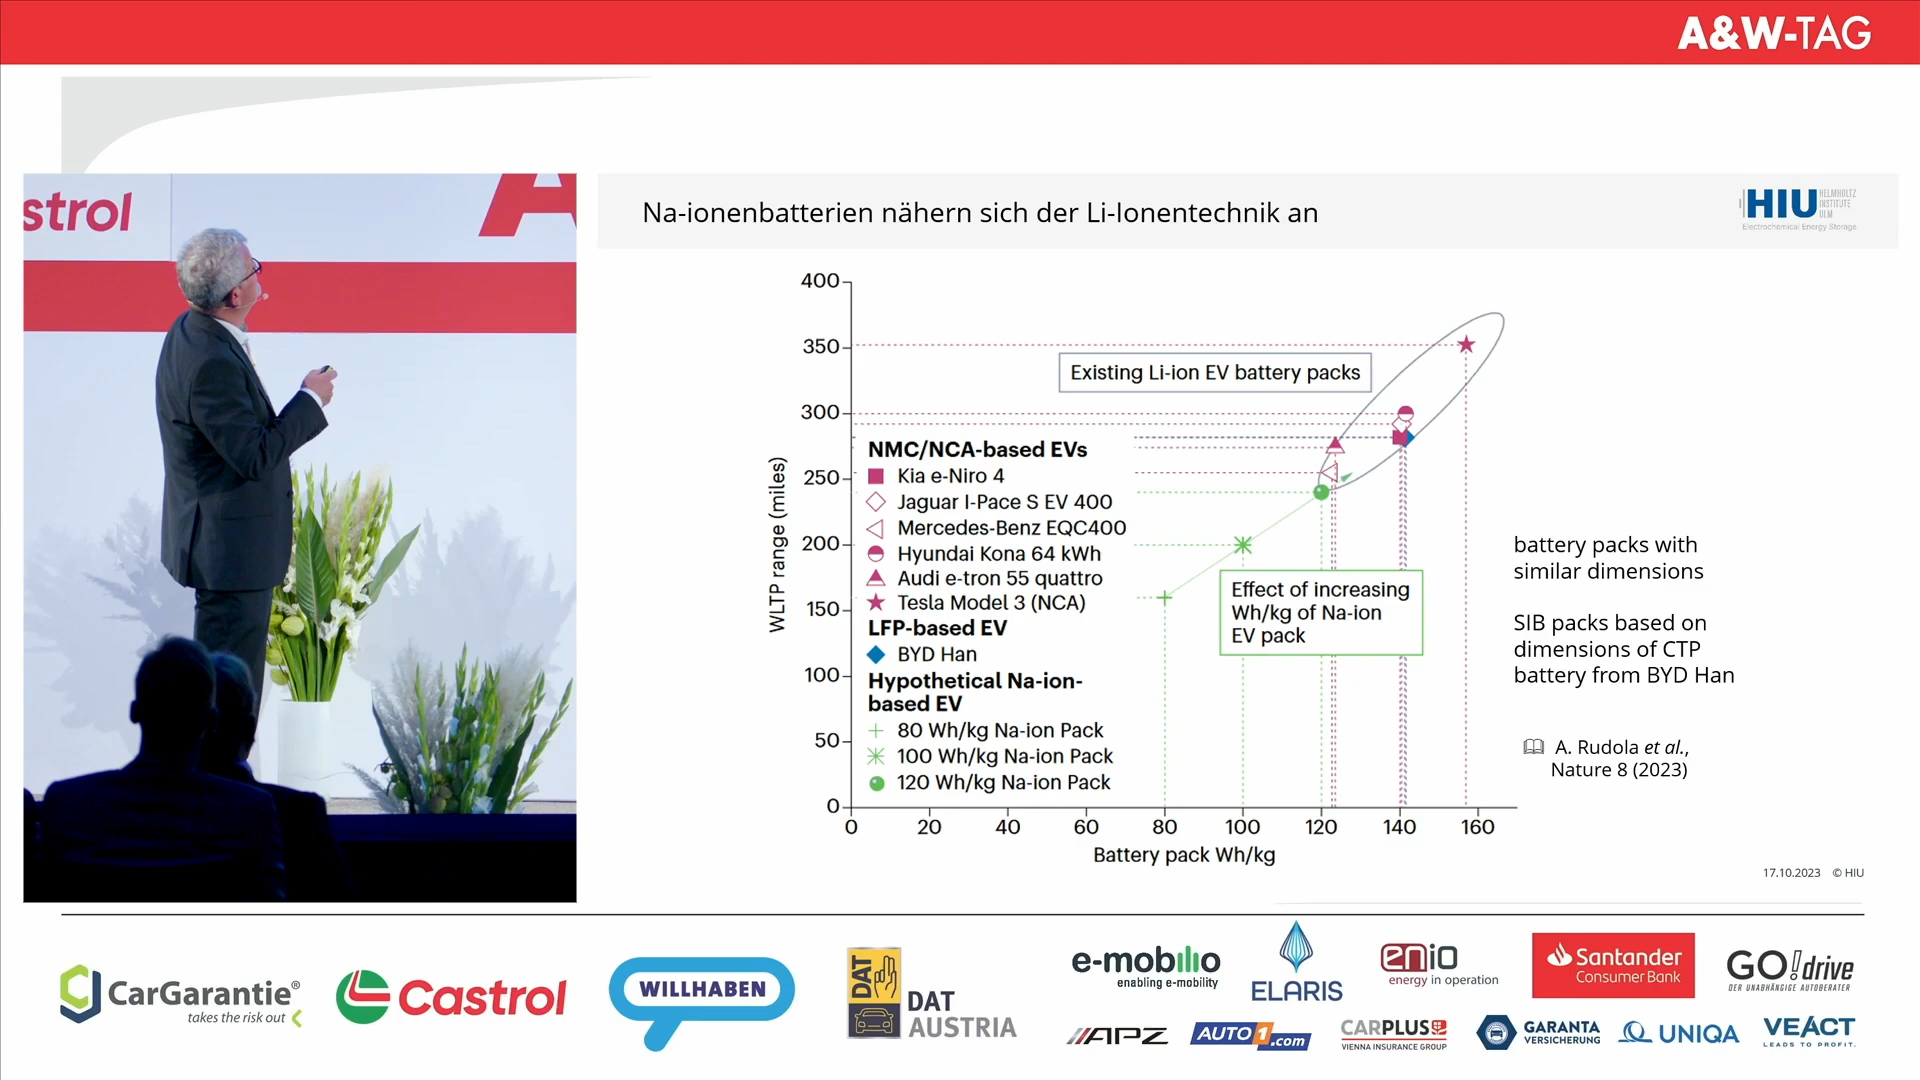 A&W-TAG
strol
A
Na-ionenbatterien nähern sich der Li-Ionentechnik an
HIU
HELMHOLTZ
INSTITUTE
ULM
Electrochemical Energy Storage
400
350
300
250
200
150
100
50
0
WLTP range (miles)
Existing Li-ion EV battery packs
NMC/NCA-based EVs
Kia e-Niro 4
Jaguar I-Pace S EV 400
Mercedes-Benz EQC400
Hyundai Kona 64 kWh
Audi e-tron 55 quattro
Tesla Model 3 (NCA)
LFP-based EV
BYD Han
Hypothetical Na-ion-
based EV
80 Wh/kg Na-ion Pack
100 Wh/kg Na-ion Pack
120 Wh/kg Na-ion Pack
Effect of increasing
Wh/kg of Na-ion
EV pack
0 20 40 60 80 100 120 140 160
Battery pack Wh/kg
battery packs with
similar dimensions
SIB packs based on
dimensions of CTP
battery from BYD Han
A. Rudola et al.,
Nature 8 (2023)
17.10.2023 © HIU
CarGarantie®
takes the risk out
Castrol
WILLHABEN
DAT
DAT
AUSTRIA
e-mobilio
enabling e-mobility
ELARIS
enio
energy in operation
Santander
Consumer Bank
GO!drive
DER UNABHÄNGIGE AUTOBERATER
APZ
AUTO1.com
CARPLUS
VIENNA INSURANCE GROUP
GARANTA
VERSICHERUNG
UNIQA
VEACT
LEADS TO PROFIT.